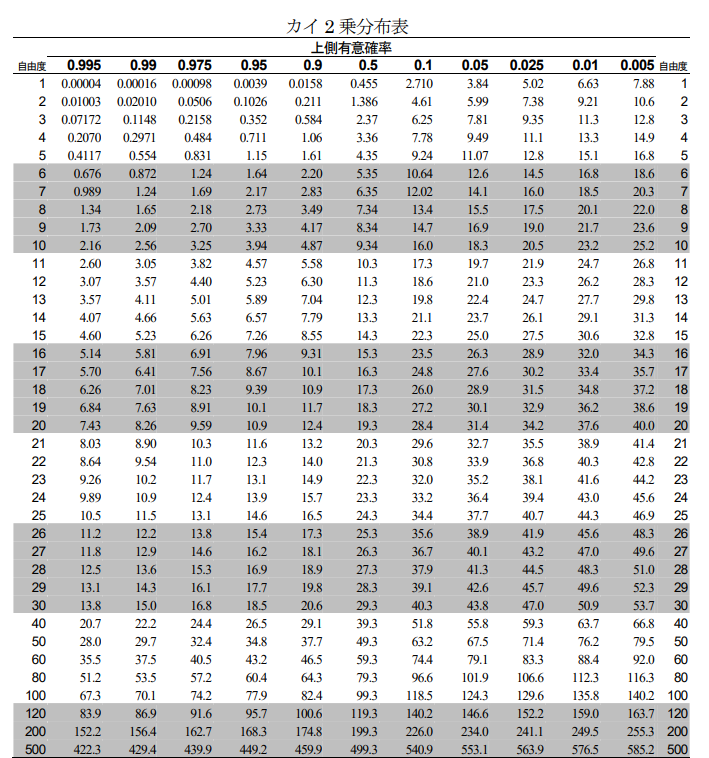 カイ2乗分布表
上側有意確率
自由度 0.995 0.99 0.975 0.95 0.9 0.5 0.1 0.05 0.025 0.01 0.005 自由度
1 0.00004 0.00016 0.00098 0.0039 0.0158 0.455 2.710 3.84 5.02 6.63 7.88 1
2 0.01003 0.02010 0.0506 0.1026 0.211 1.386 4.61 5.99 7.38 9.21 10.6 2
3 0.07172 0.1148 0.2158 0.352 0.584 2.37 6.25 7.81 9.35 11.3 12.8 3
4 0.2070 0.2971 0.484 0.711 1.06 3.36 7.78 9.49 11.1 13.3 14.9 4
5 0.4117 0.554 0.831 1.15 1.61 4.35 9.24 11.07 12.8 15.1 16.8 5
6 0.676 0.872 1.24 1.64 2.20 5.35 10.64 12.6 14.5 16.8 18.6 6
7 0.989 1.24 1.69 2.17 2.83 6.35 12.02 14.1 16.0 18.5 20.3 7
8 1.34 1.65 2.18 2.73 3.49 7.34 13.4 15.5 17.5 20.1 22.0 8
9 1.73 2.09 2.70 3.33 4.17 8.34 14.7 16.9 19.0 21.7 23.6 9
10 2.16 2.56 3.25 3.94 4.87 9.34 16.0 18.3 20.5 23.2 25.2 10
11 2.60 3.05 3.82 4.57 5.58 10.3 17.3 19.7 21.9 24.7 26.8 11
12 3.07 3.57 4.40 5.23 6.30 11.3 18.6 21.0 23.3 26.2 28.3 12
13 3.57 4.11 5.01 5.89 7.04 12.3 19.8 22.4 24.7 27.7 29.8 13
14 4.07 4.66 5.63 6.57 7.79 13.3 21.1 23.7 26.1 29.1 31.3 14
15 4.60 5.23 6.26 7.26 8.55 14.3 22.3 25.0 27.5 30.6 32.8 15
16 5.14 5.81 6.91 7.96 9.31 15.3 23.5 26.3 28.9 32.0 34.3 16
17 5.70 6.41 7.56 8.67 10.1 16.3 24.8 27.6 30.2 33.4 35.7 17
18 6.26 7.01 8.23 9.39 10.9 17.3 26.0 28.9 31.5 34.8 37.2 18
19 6.84 7.63 8.91 10.1 11.7 18.3 27.2 30.1 32.9 36.2 38.6 19
20 7.43 8.26 9.59 10.9 12.4 19.3 28.4 31.4 34.2 37.6 40.0 20
21 8.03 8.90 10.3 11.6 13.2 20.3 29.6 32.7 35.5 38.9 41.4 21
22 8.64 9.54 11.0 12.3 14.0 21.3 30.8 33.9 36.8 40.3 42.8 22
23 9.26 10.2 11.7 13.1 14.9 22.3 32.0 35.2 38.1 41.6 44.2 23
24 9.89 10.9 12.4 13.9 15.7 23.3 33.2 36.4 39.4 43.0 45.6 24
25 10.5 11.5 13.1 14.6 16.5 24.3 34.4 37.7 40.7 44.3 46.9 25
26 11.2 12.2 13.8 15.4 17.3 25.3 35.6 38.9 41.9 45.6 48.3 26
27 11.8 12.9 14.6 16.2 18.1 26.3 36.7 40.1 43.2 47.0 49.6 27
28 12.5 13.6 15.3 16.9 18.9 27.3 37.9 41.3 44.5 48.3 51.0 28
29 13.1 14.3 16.1 17.7 19.8 28.3 39.1 42.6 45.7 49.6 52.3 29
30 13.8 15.0 16.8 18.5 20.6 29.3 40.3 43.8 47.0 50.9 53.7 30
40 20.7 22.2 24.4 26.5 29.1 39.3 51.8 55.8 59.3 63.7 66.8 40
50 28.0 29.7 32.4 34.8 37.7 49.3 63.2 67.5 71.4 76.2 79.5 50
60 35.5 37.5 40.5 43.2 46.5 59.3 74.4 79.1 83.3 88.4 92.0 60
80 51.2 53.5 57.2 60.4 64.3 79.3 96.6 101.9 106.6 112.3 116.3 80
100 67.3 70.1 74.2 77.9 82.4 99.3 118.5 124.3 129.6 135.8 140.2 100
120 83.9 86.9 91.6 95.7 100.6 119.3 140.2 146.6 152.2 159.0 163.7 120
200 152.2 156.4 162.7 168.3 174.8 199.3 226.0 234.0 241.1 249.5 255.3 200
500 422.3 429.4 439.9 449.2 459.9 499.3 540.9 553.1 563.9 576.5 585.2 500